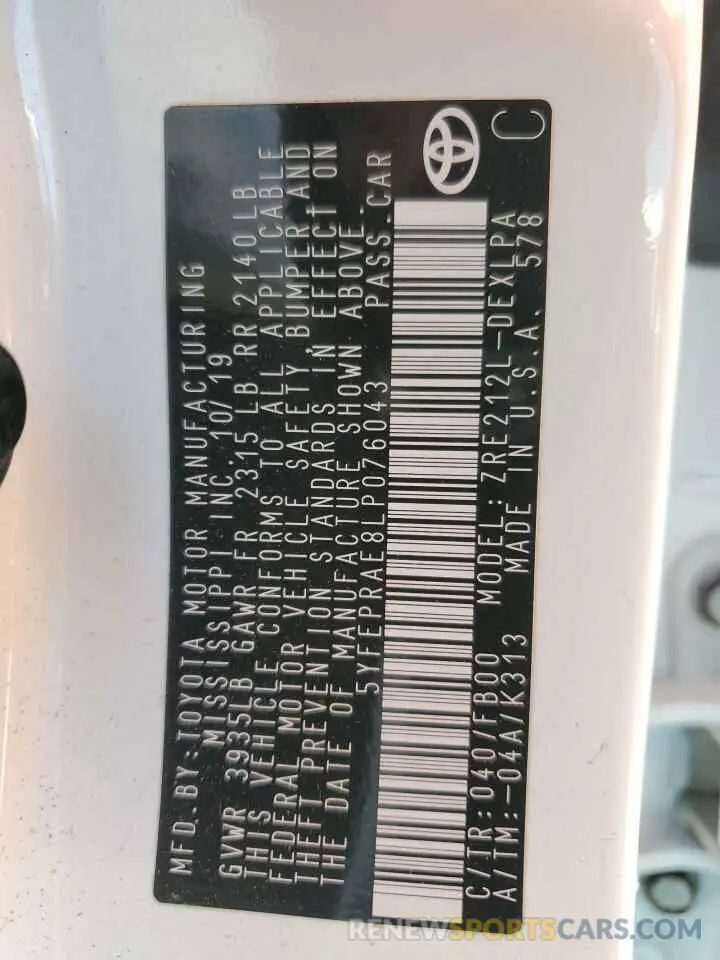 MFD.BY:TOYOTA MOTOR MANUFACTURING
MISSISSIPPI INC. 10/19
GVWR 3935LB GAWR FR 2315 LB RR 2140LB
THIS VEHICLE CONFORMS TO ALL APPLICABLE
FEDERAL MOTOR VEHICLE SAFETY BUMPER, AND
THEFT PREVENTION STANDARDS IN EFFECT ON
THE DATE OF MANUFACTURE SHOWN ABOVE.
5YFEPRAE8LP076043 PASS.CAR
C/TR:040/FB00 MODEL: ZRE212L-DEXLPA
A/TM:-04A/K313 MADE IN U.S.A. 578
C
RENEWSPORTSCARS.COM